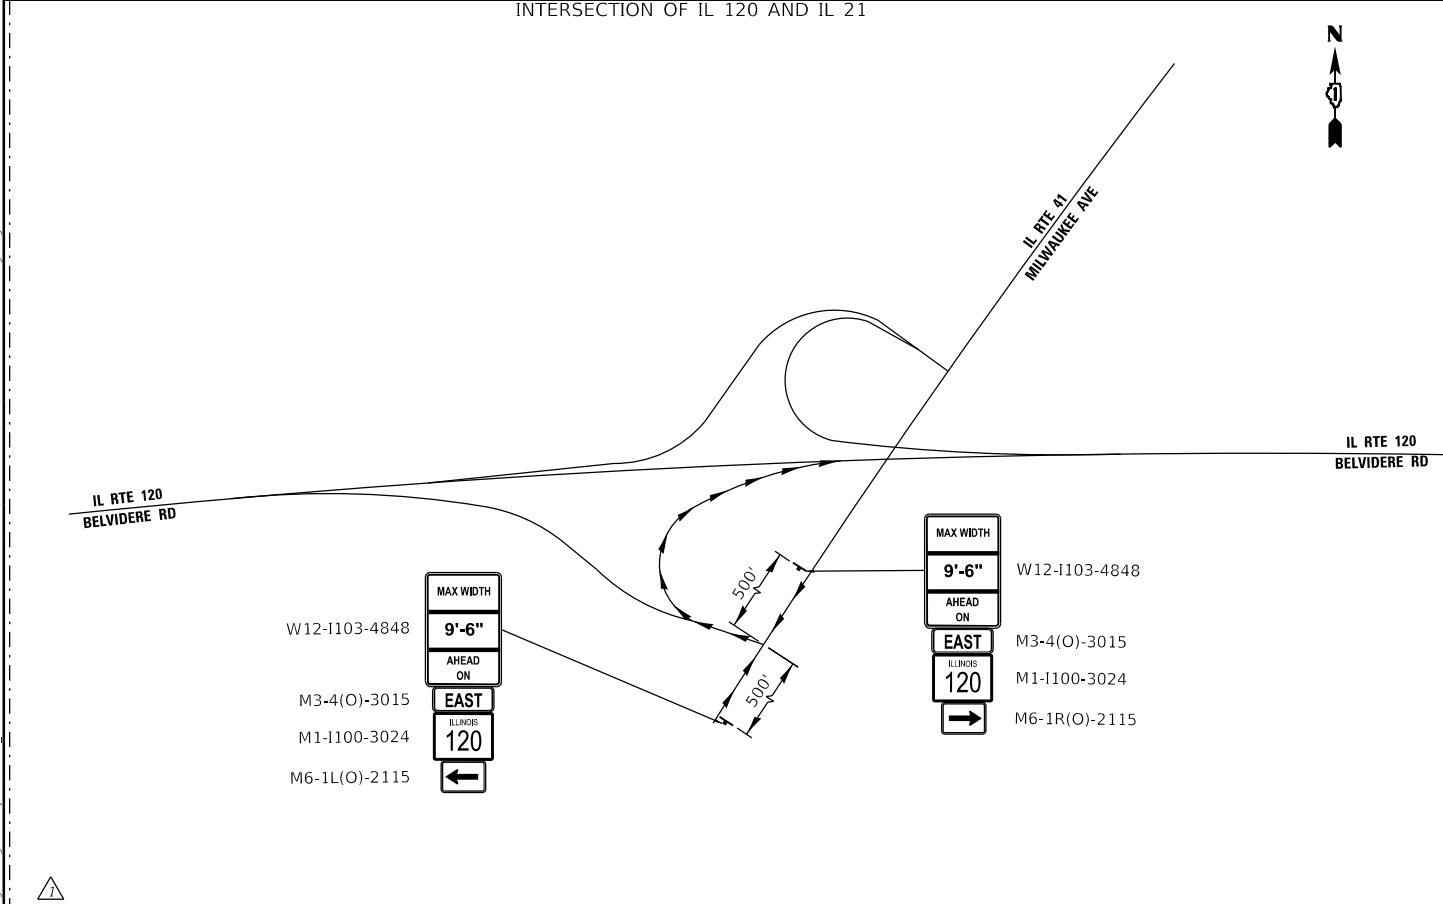 INTERSECTION OF IL 120 AND IL 21
N
IL RTE 41
MILWAUKEE AVE
IL RTE 120
BELVIDERE RD
IL RTE 120
BELVIDERE RD
500'
500'
MAX WIDTH
9'-6"
AHEAD
ON
EAST
ILLINOIS
120
W12-I103-4848
M3-4(O)-3015
M1-I100-3024
M6-1R(O)-2115
MAX WIDTH
9'-6"
AHEAD
ON
EAST
ILLINOIS
120
W12-I103-4848
M3-4(O)-3015
M1-I100-3024
M6-1L(O)-2115
1